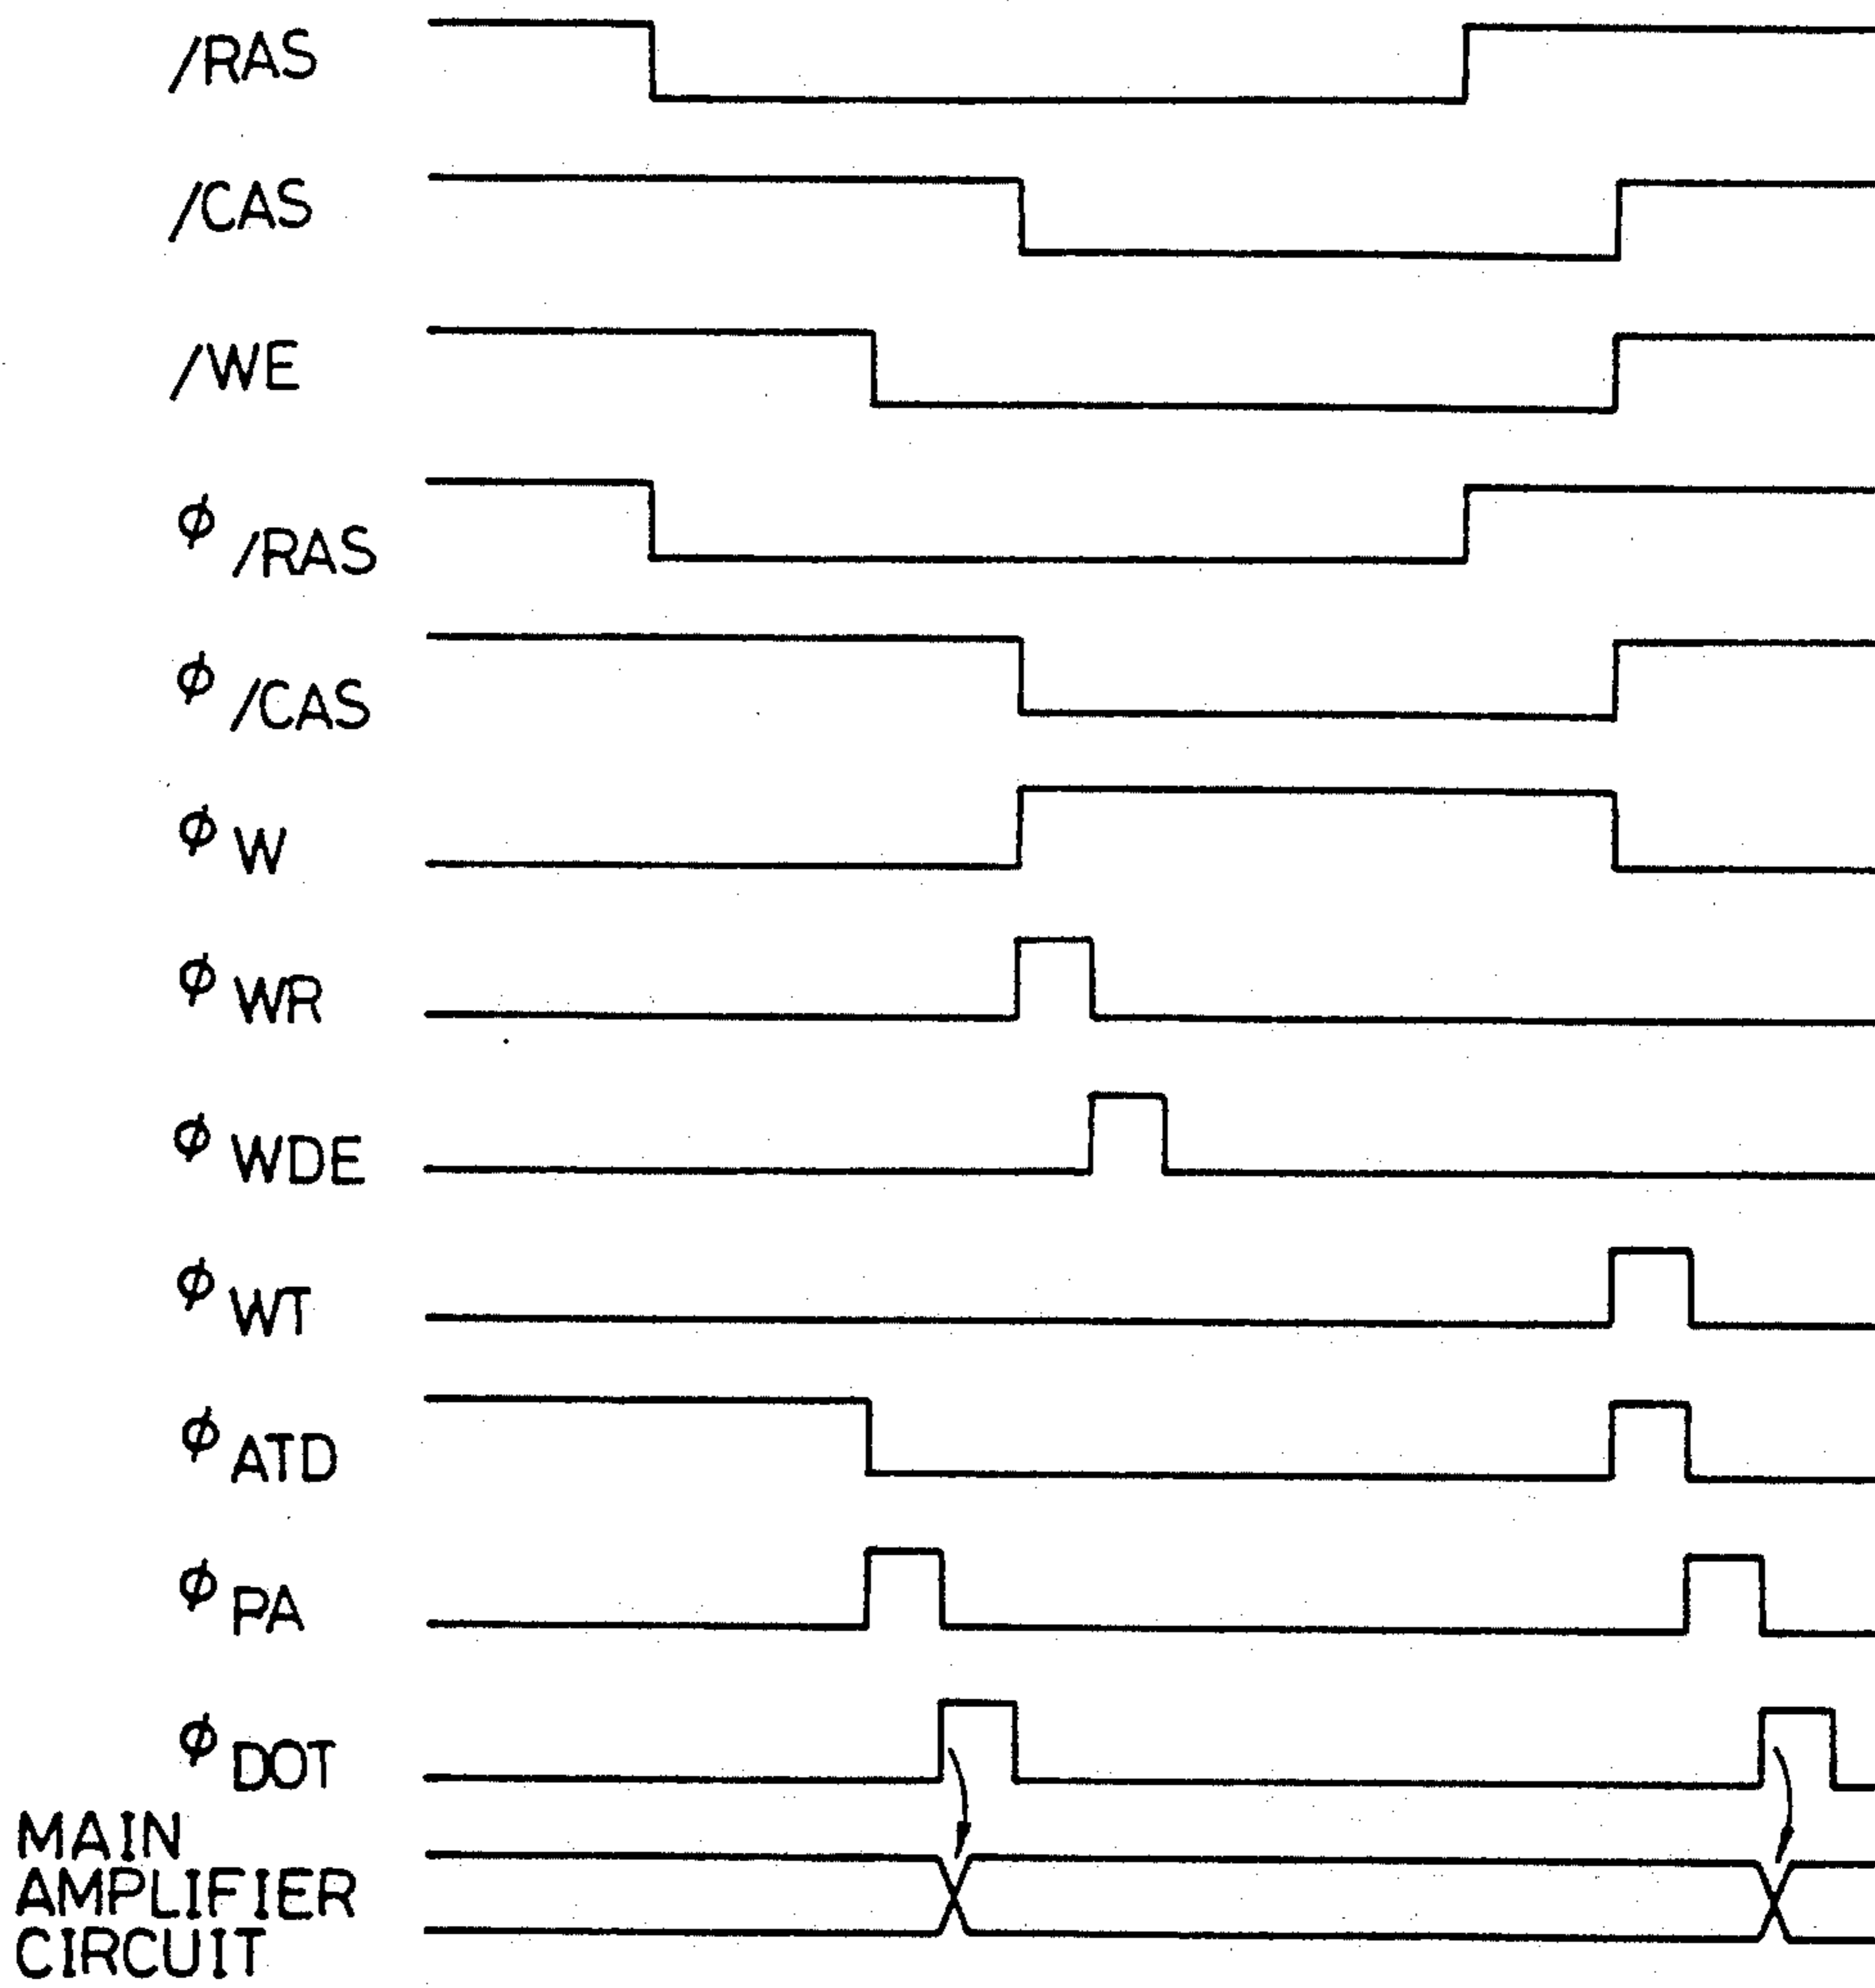 /RAS
/CAS
/WE
ϕ /RAS
ϕ /CAS
ϕ W
ϕ WR
ϕ WDE
ϕ WT
ϕ ATD
ϕ PA
ϕ DOT
MAIN
AMPLIFIER
CIRCUIT